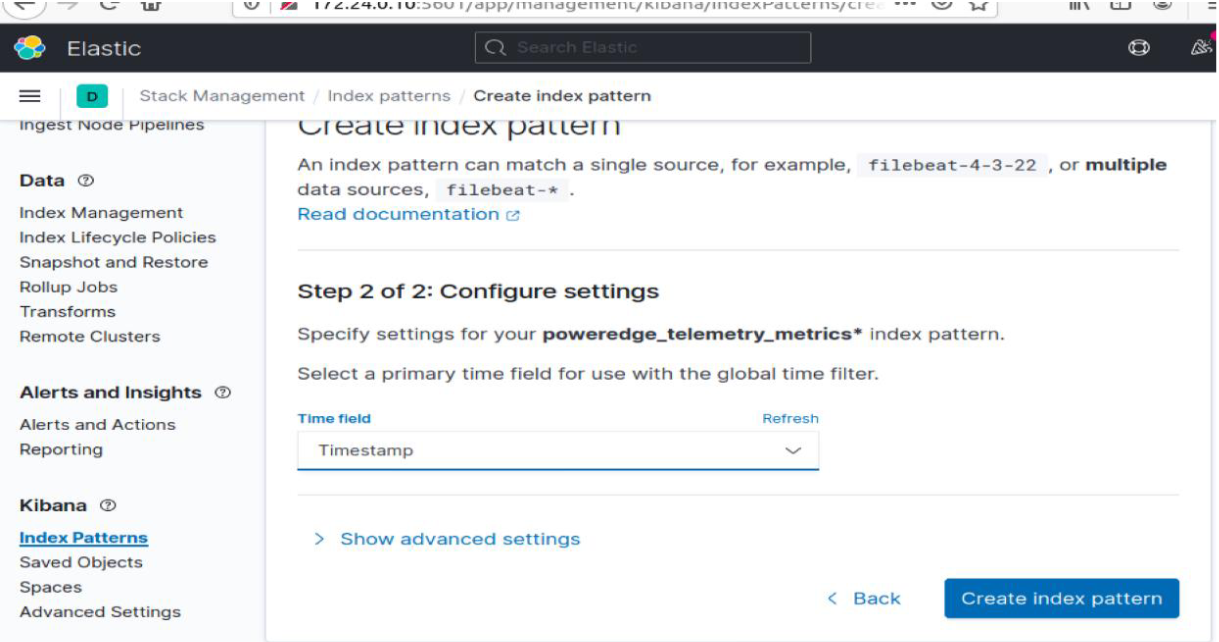 172.24.0.10:5601/app/management/kibana/indexPatterns/crea
Elastic
Search Elastic
D
Stack Management / Index patterns / Create index pattern
Ingest Node Pipelines
Data
Index Management
Index Lifecycle Policies
Snapshot and Restore
Rollup Jobs
Transforms
Remote Clusters
Alerts and Insights
Alerts and Actions
Reporting
Kibana
Index Patterns
Saved Objects
Spaces
Advanced Settings
Create index pattern
An index pattern can match a single source, for example, filebeat-4-3-22 , or multiple
data sources, filebeat-* .
Read documentation
Step 2 of 2: Configure settings
Specify settings for your poweredge_telemetry_metrics* index pattern.
Select a primary time field for use with the global time filter.
Time field Refresh
Timestamp
Show advanced settings
Back Create index pattern